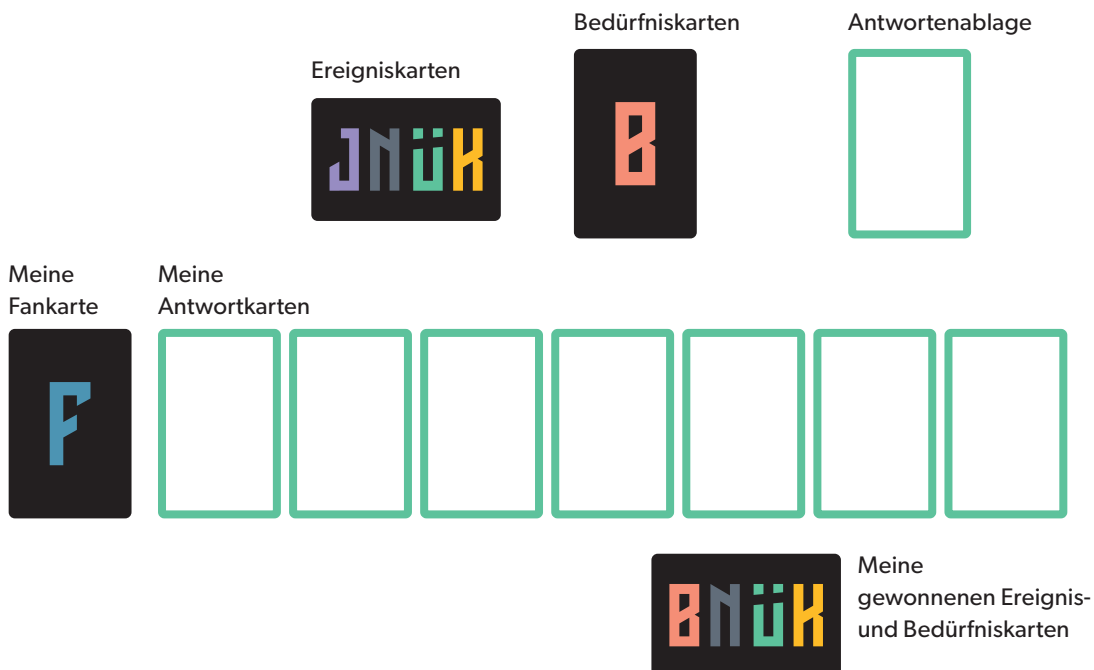 Bedürfniskarten
Antwortenablage
Ereigniskarten
JNÜK
B
Meine
Fankarte
Meine
Antwortkarten
F
BNÜK
Meine
gewonnenen Ereignis-
und Bedürfniskarten